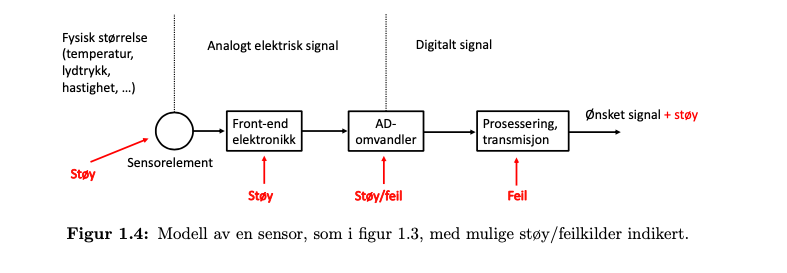 Fysisk størrelse
(temperatur,
lydtrykk,
hastighet, ...)
Analogt elektrisk signal
Digitalt signal
Sensorelement
Front-end
elektronikk
AD-
omvandler
Prosessering,
transmisjon
Ønsket signal + støy
Støy
Støy
Støy/feil
Feil
Figur 1.4: Modell av en sensor, som i figur 1.3, med mulige støy/feilkilder indikert.